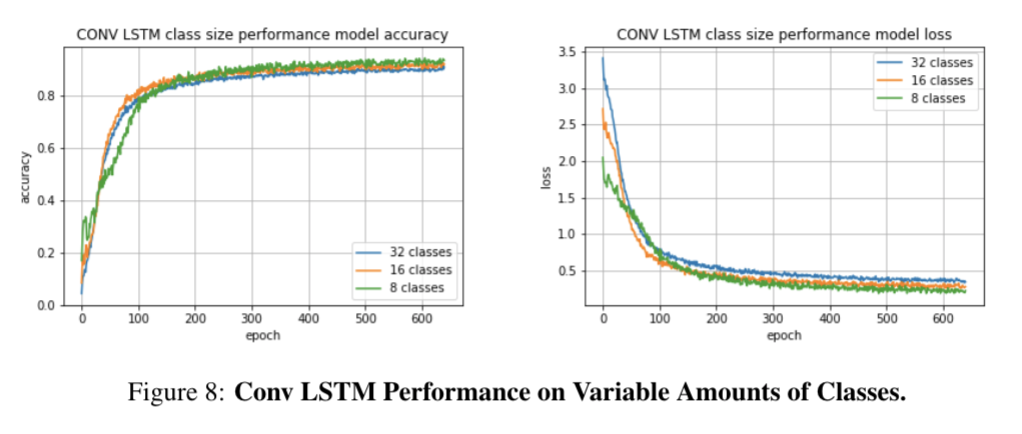 CONV LSTM class size performance model accuracy
0.8
0.6
0.4
0.2
0.0
accuracy
0 100 200 300 400 500 600
epoch
32 classes
16 classes
8 classes
CONV LSTM class size performance model loss
3.5
3.0
2.5
2.0
1.5
1.0
0.5
loss
0 100 200 300 400 500 600
epoch
32 classes
16 classes
8 classes
Figure 8: Conv LSTM Performance on Variable Amounts of Classes.